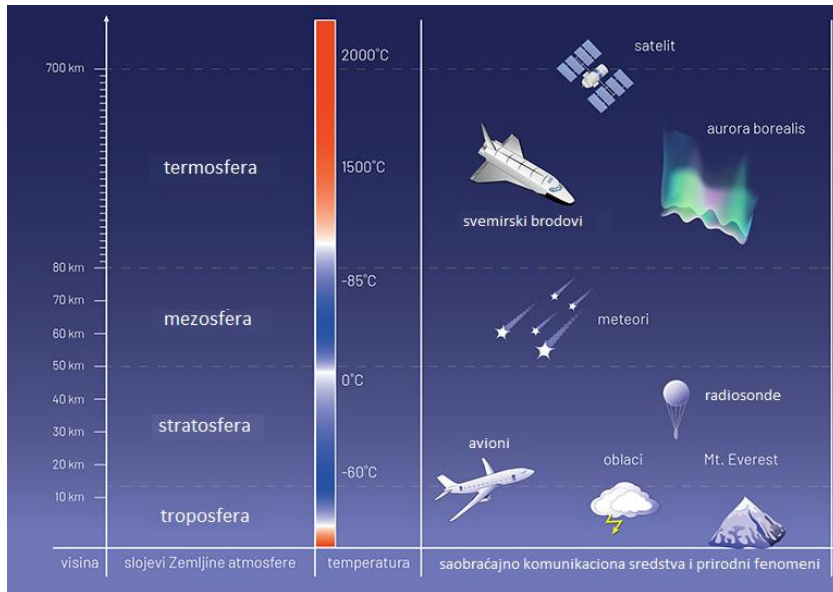 2000°C
satelit
700 km
aurora borealis
termosfera
1500°C
svemirski brodovi
80 km
-85°C
70 km
mezosfera
meteori
60 km
50 km
0°C
40 km
radiosonde
stratosfera
30 km
avioni
20 km
-60°C
oblaci
Mt. Everest
10 km
troposfera
visina
slojevi Zemljine atmosfere
temperatura
saobraćajno komunikaciona sredstva i prirodni fenomeni